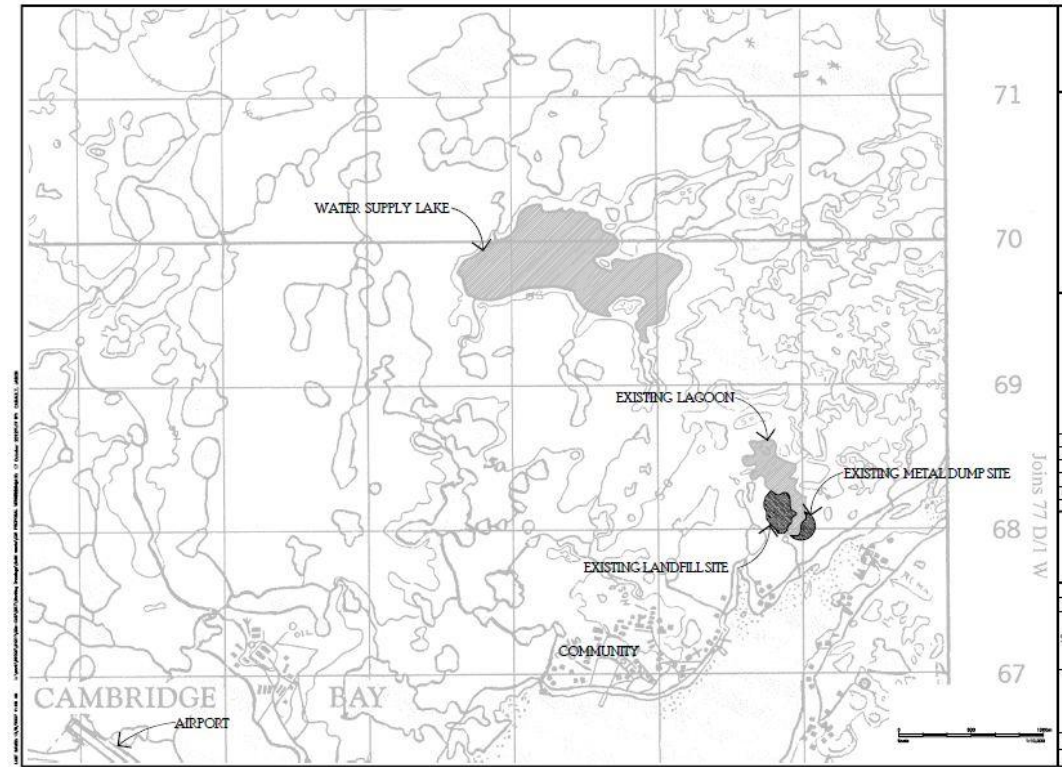 71
WATER SUPPLY LAKE
70
69
EXISTING LAGOON
EXISTING METAL DUMP SITE
Joins 77 D/1 W
68
EXISTING LANDFILL SITE
COMMUNITY
67
OIL
CAMBRIDGE BAY
AIRPORT